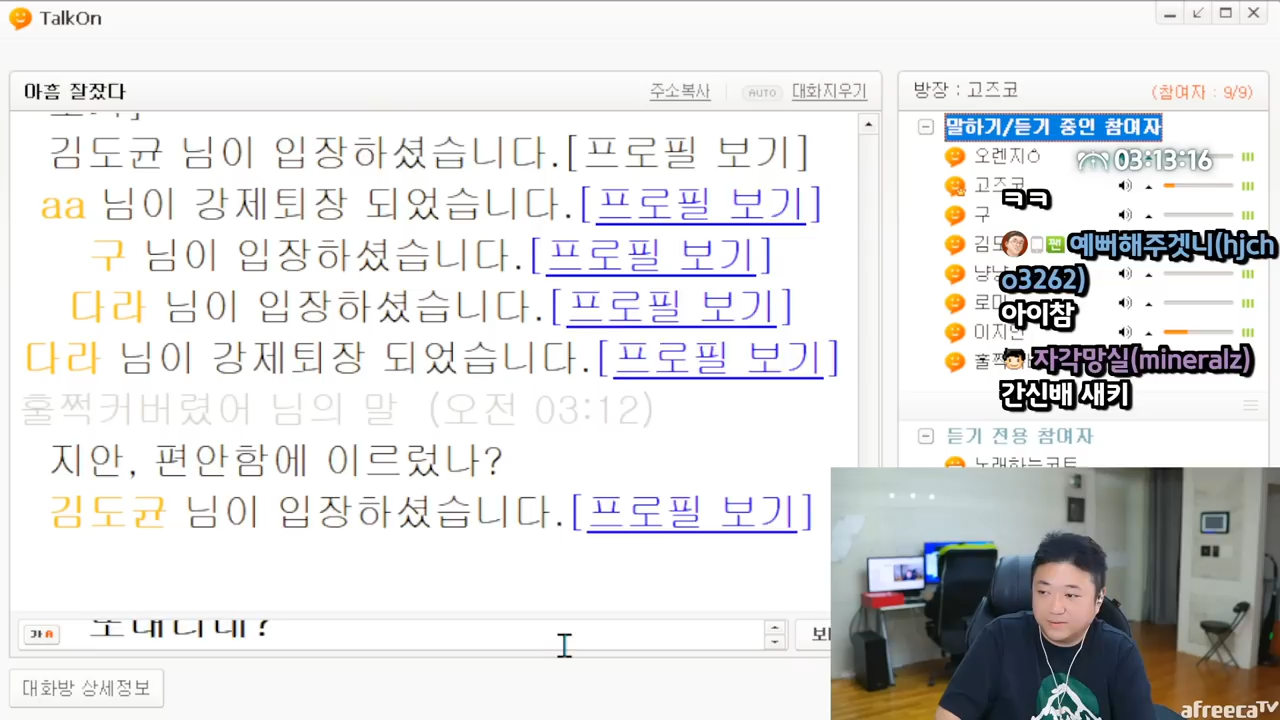 TalkOn
아흠 잘잤다
주소복사
AUTO
대화지우기
김도균 님이 입장하셨습니다.[프로필 보기]
aa 님이 강제퇴장 되었습니다.[프로필 보기]
구 님이 입장하셨습니다.[프로필 보기]
다라 님이 입장하셨습니다.[프로필 보기]
다라 님이 강제퇴장 되었습니다.[프로필 보기]
홀쩍커버렸어 님의 말 (오전 03:12)
지안, 편안함에 이르렀나?
김도균 님이 입장하셨습니다.[프로필 보기]
가A
대화방 상세정보
방장 : 고즈코
(참여자 : 9/9)
말하기/듣기 중인 참여자
오렌지
03:13:16
고즈코
ㅋㅋ
구
팬
예뻐해주겟니(hjcho3262)
아이참
이지안
자각망실(mineralz)
간신배 새키
듣기 전용 참여자
노래하는코트
afreecaTV